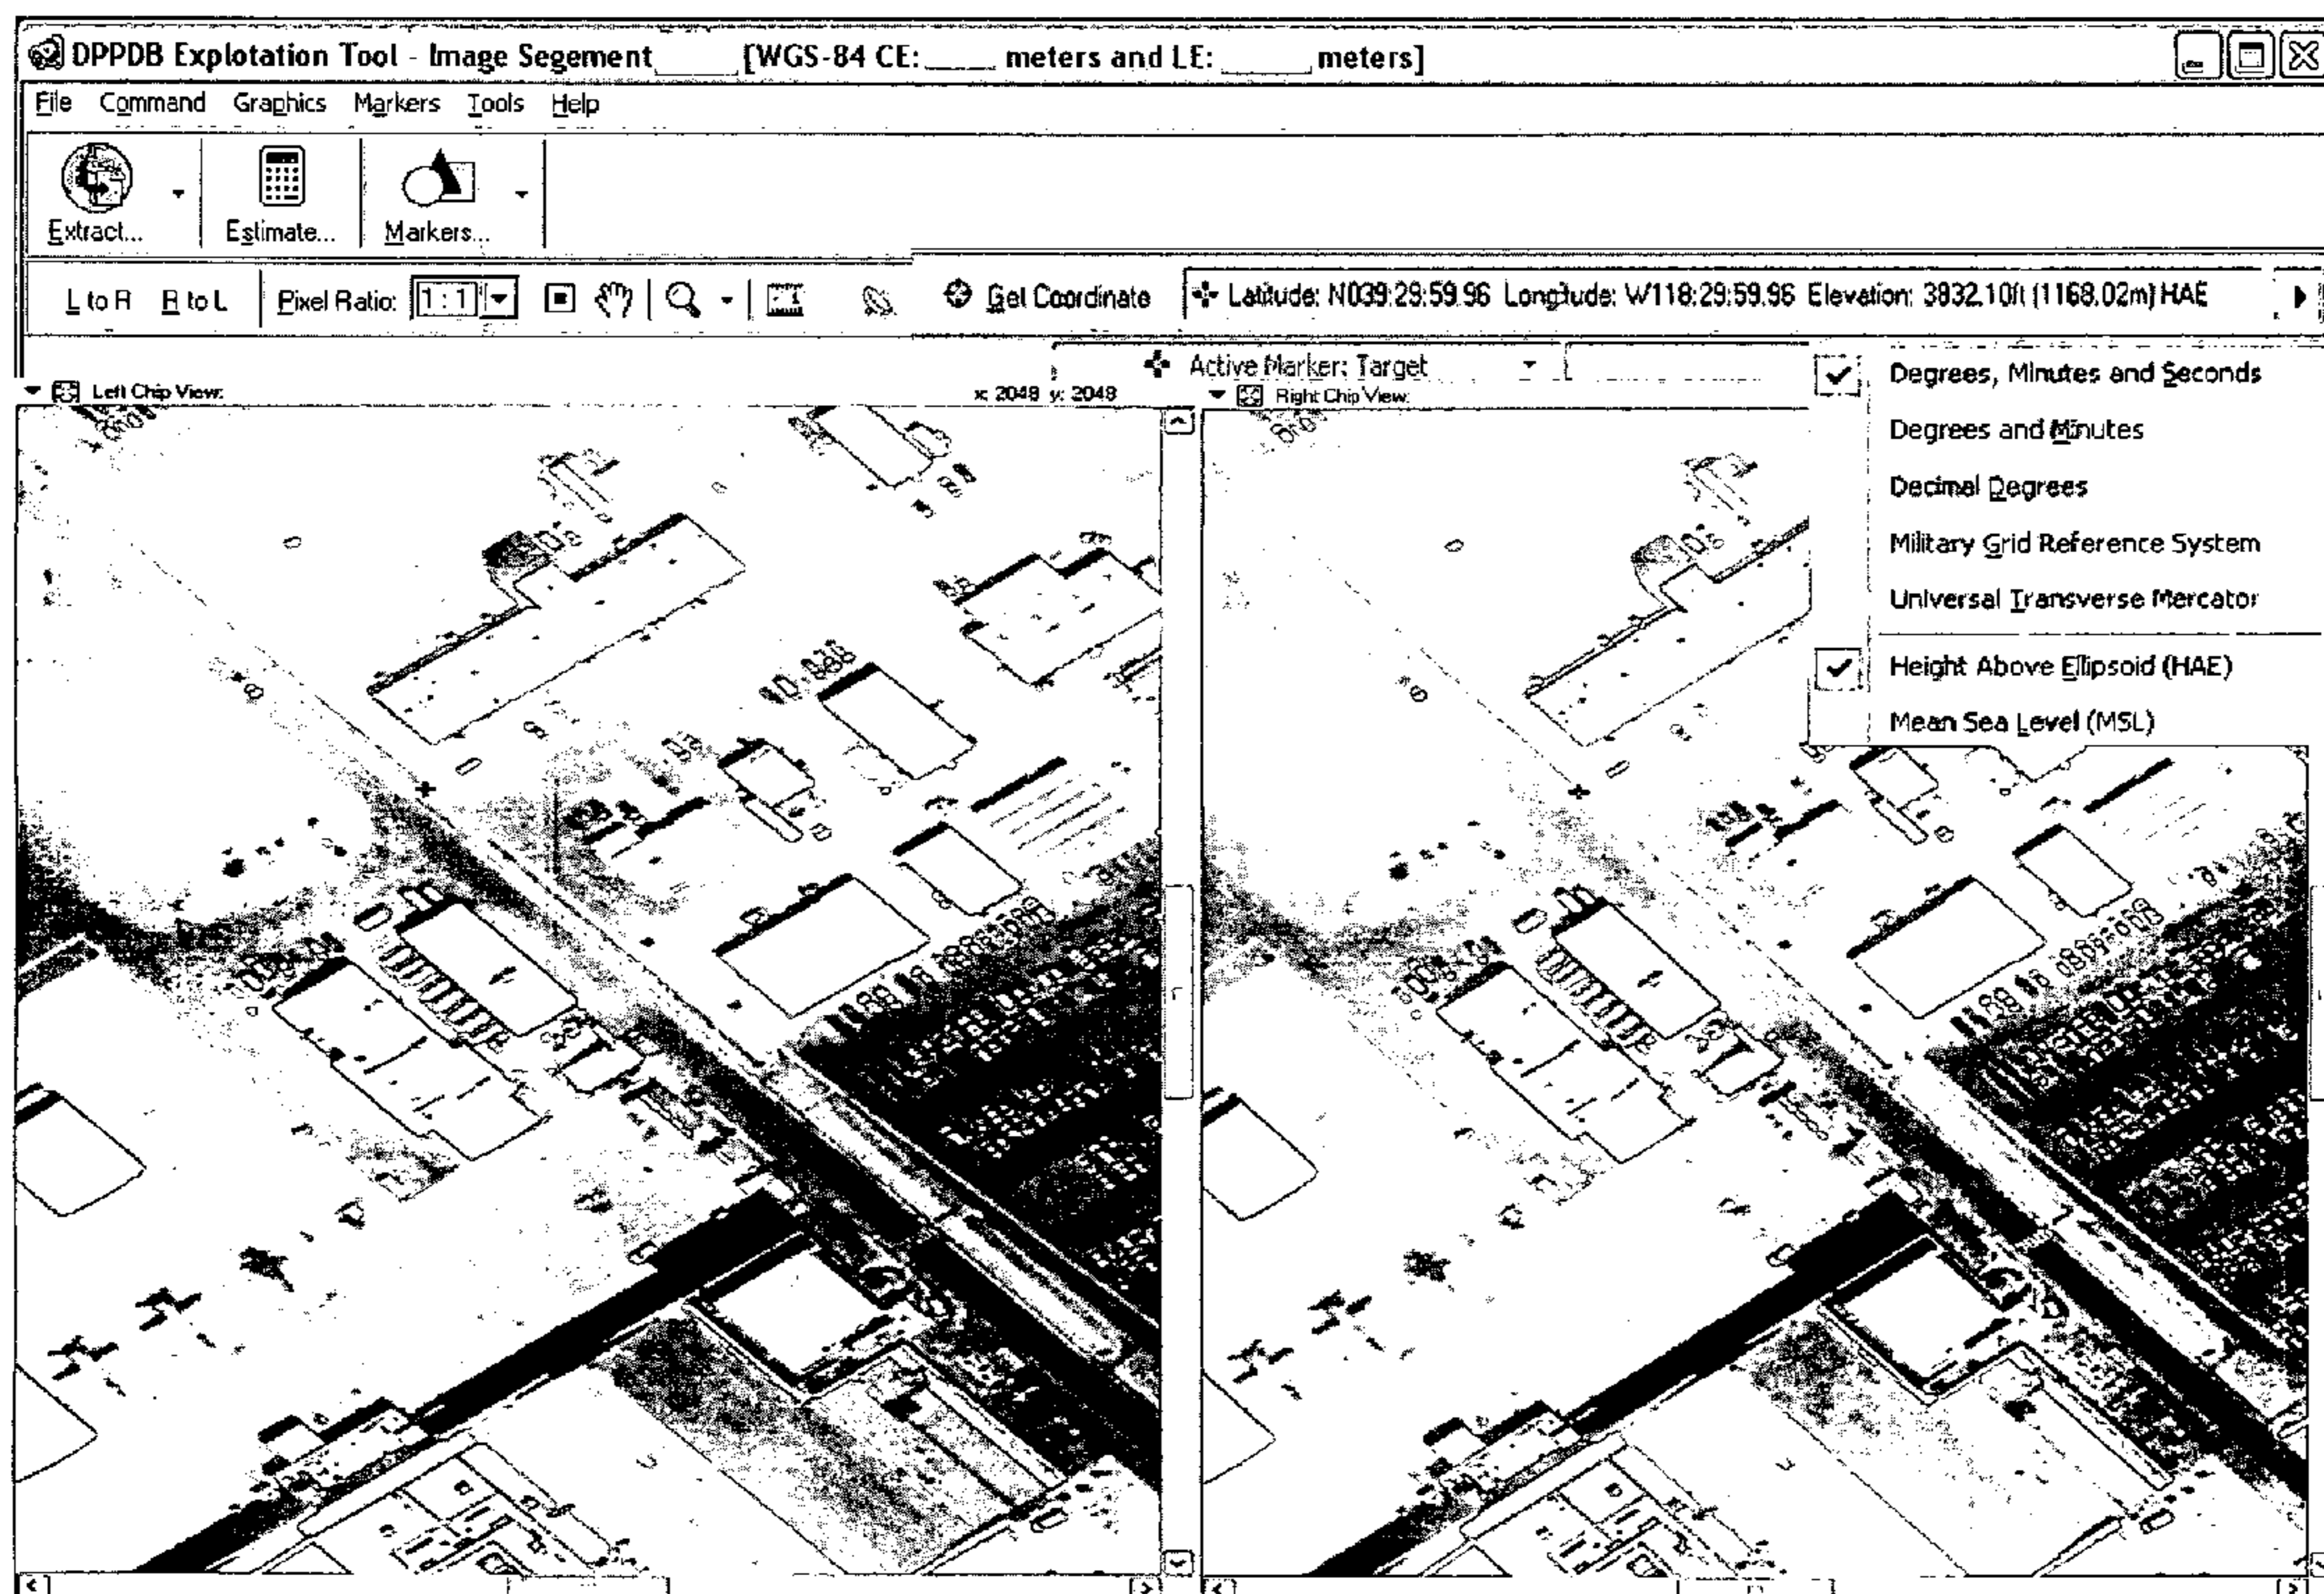 DPPDB Explotation Tool - Image Segement_____ [WGS-84 CE:_____ meters and LE: ______ meters]
File Command Graphics Markers Tools Help
Extract... Estimate... Markers...
L to R R to L Pixel Ratio: 1 : 1 Get Coordinate Latitude: N039:29:59.96 Longitude: W118:29:59.96 Elevation: 3832.10ft (1168.02m) HAE
Active Marker: Target
Left Chip View: x: 2048 y: 2048 Right Chip View:
Degrees, Minutes and Seconds
Degrees and Minutes
Decimal Degrees
Military Grid Reference System
Universal Transverse Mercator
Height Above Ellipsoid (HAE)
Mean Sea Level (MSL)